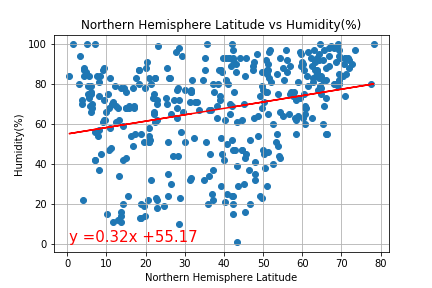 Northern Hemisphere Latitude vs Humidity(%)
100
80
60
40
20
0
Humidity(%)
y =0.32x +55.17
0 10 20 30 40 50 60 70 80
Northern Hemisphere Latitude